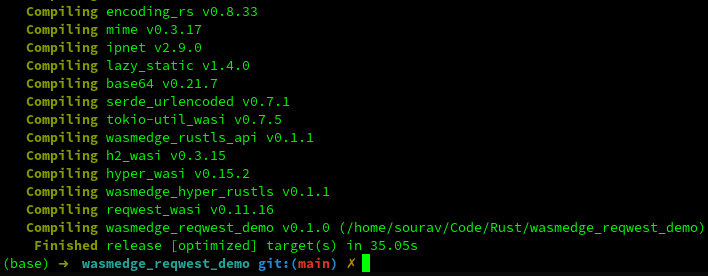 Compiling encoding_rs v0.8.33
Compiling mime v0.3.17
Compiling ipnet v2.9.0
Compiling lazy_static v1.4.0
Compiling base64 v0.21.7
Compiling serde_urlencoded v0.7.1
Compiling tokio-util_wasi v0.7.5
Compiling wasmedge_rustls_api v0.1.1
Compiling h2_wasi v0.3.15
Compiling hyper_wasi v0.15.2
Compiling wasmedge_hyper_rustls v0.1.1
Compiling reqwest_wasi v0.11.16
Compiling wasmedge_reqwest_demo v0.1.0 (/home/sourav/Code/Rust/wasmedge_reqwest_demo)
Finished release [optimized] target(s) in 35.05s
(base) → wasmedge_reqwest_demo git:(main) ✗